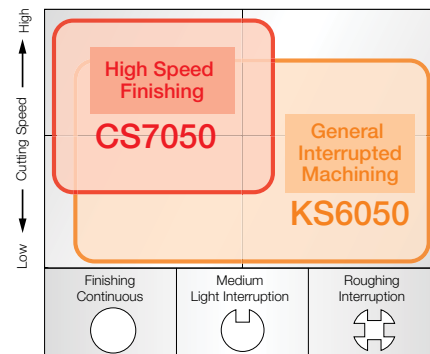 High
Cutting Speed
Low
High Speed
Finishing
CS7050
General
Interrupted
Machining
KS6050
Finishing
Continuous
Medium
Light Interruption
Roughing
Interruption